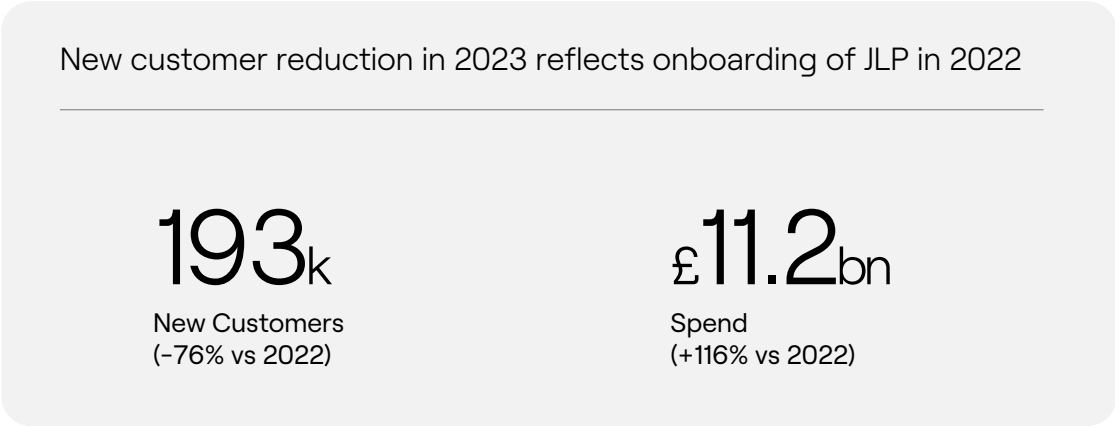 New customer reduction in 2023 reflects onboarding of JLP in 2022
193k
£11.2bn
New Customers
(-76% vs 2022)
Spend
(+116% vs 2022)